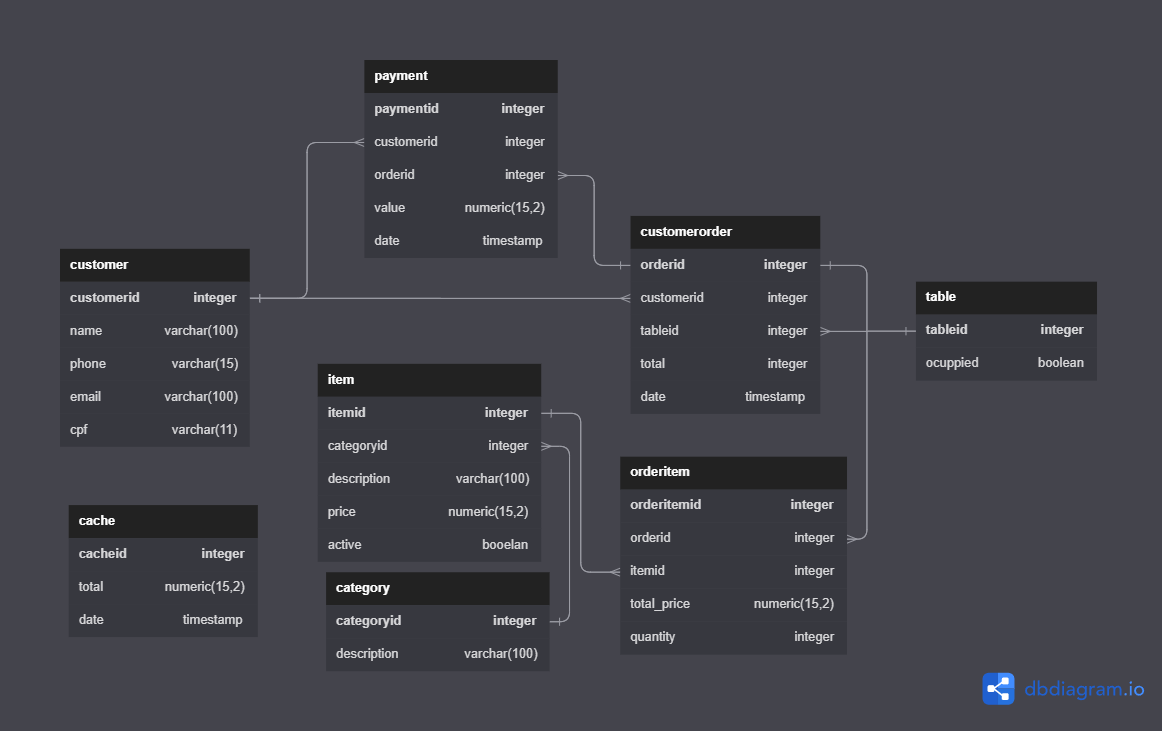 payment
paymentid integer
customerid integer
orderid integer
value numeric(15,2)
date timestamp
customerorder
orderid integer
customerid integer
tableid integer
total integer
date timestamp
customer
customerid integer
name varchar(100)
phone varchar(15)
email varchar(100)
cpf varchar(11)
table
tableid integer
ocuppied boolean
item
itemid integer
categoryid integer
description varchar(100)
price numeric(15,2)
active booelan
orderitem
orderitemid integer
orderid integer
itemid integer
total_price numeric(15,2)
quantity integer
cache
cacheid integer
total numeric(15,2)
date timestamp
category
categoryid integer
description varchar(100)
dbdiagram.io